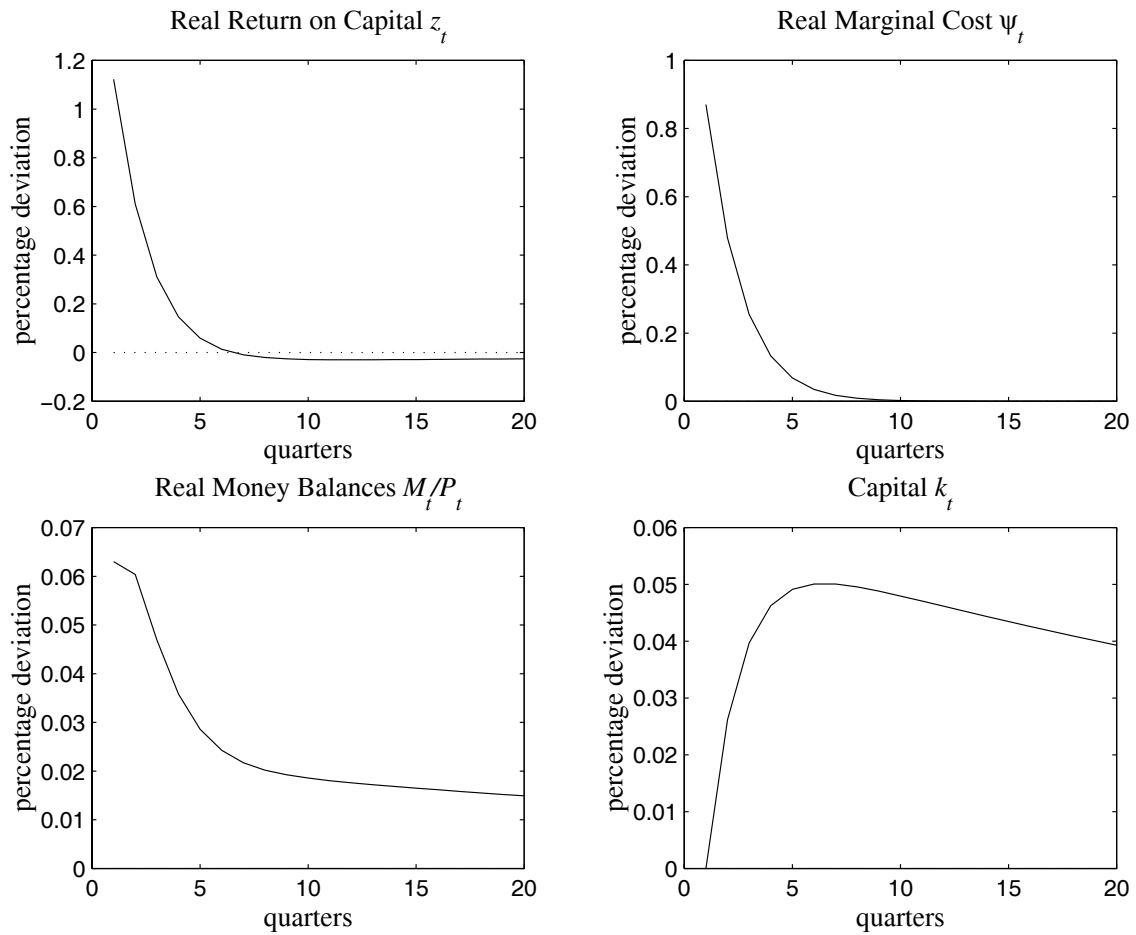 Real Return on Capital z_t
1.2
1
0.8
0.6
0.4
0.2
0
−0.2
percentage deviation
0 5 10 15 20
quarters
Real Marginal Cost ψ_t
1
0.8
0.6
0.4
0.2
0
percentage deviation
0 5 10 15 20
quarters
Real Money Balances M_t/P_t
0.07
0.06
0.05
0.04
0.03
0.02
0.01
0
percentage deviation
0 5 10 15 20
quarters
Capital k_t
0.06
0.05
0.04
0.03
0.02
0.01
0
percentage deviation
0 5 10 15 20
quarters